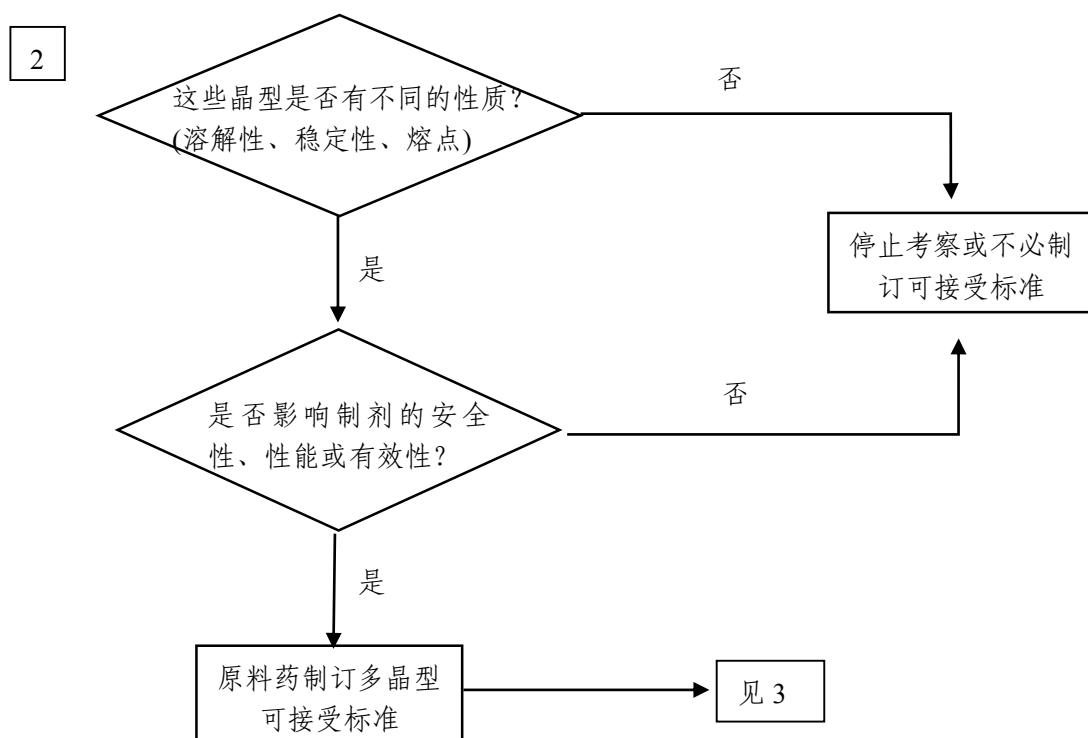 2
这些晶型是否有不同的性质？
(溶解性、稳定性、熔点)
否
是
停止考察或不必制
订可接受标准
是否影响制剂的安全
性、性能或有效性？
否
是
原料药制订多晶型
可接受标准
见 3